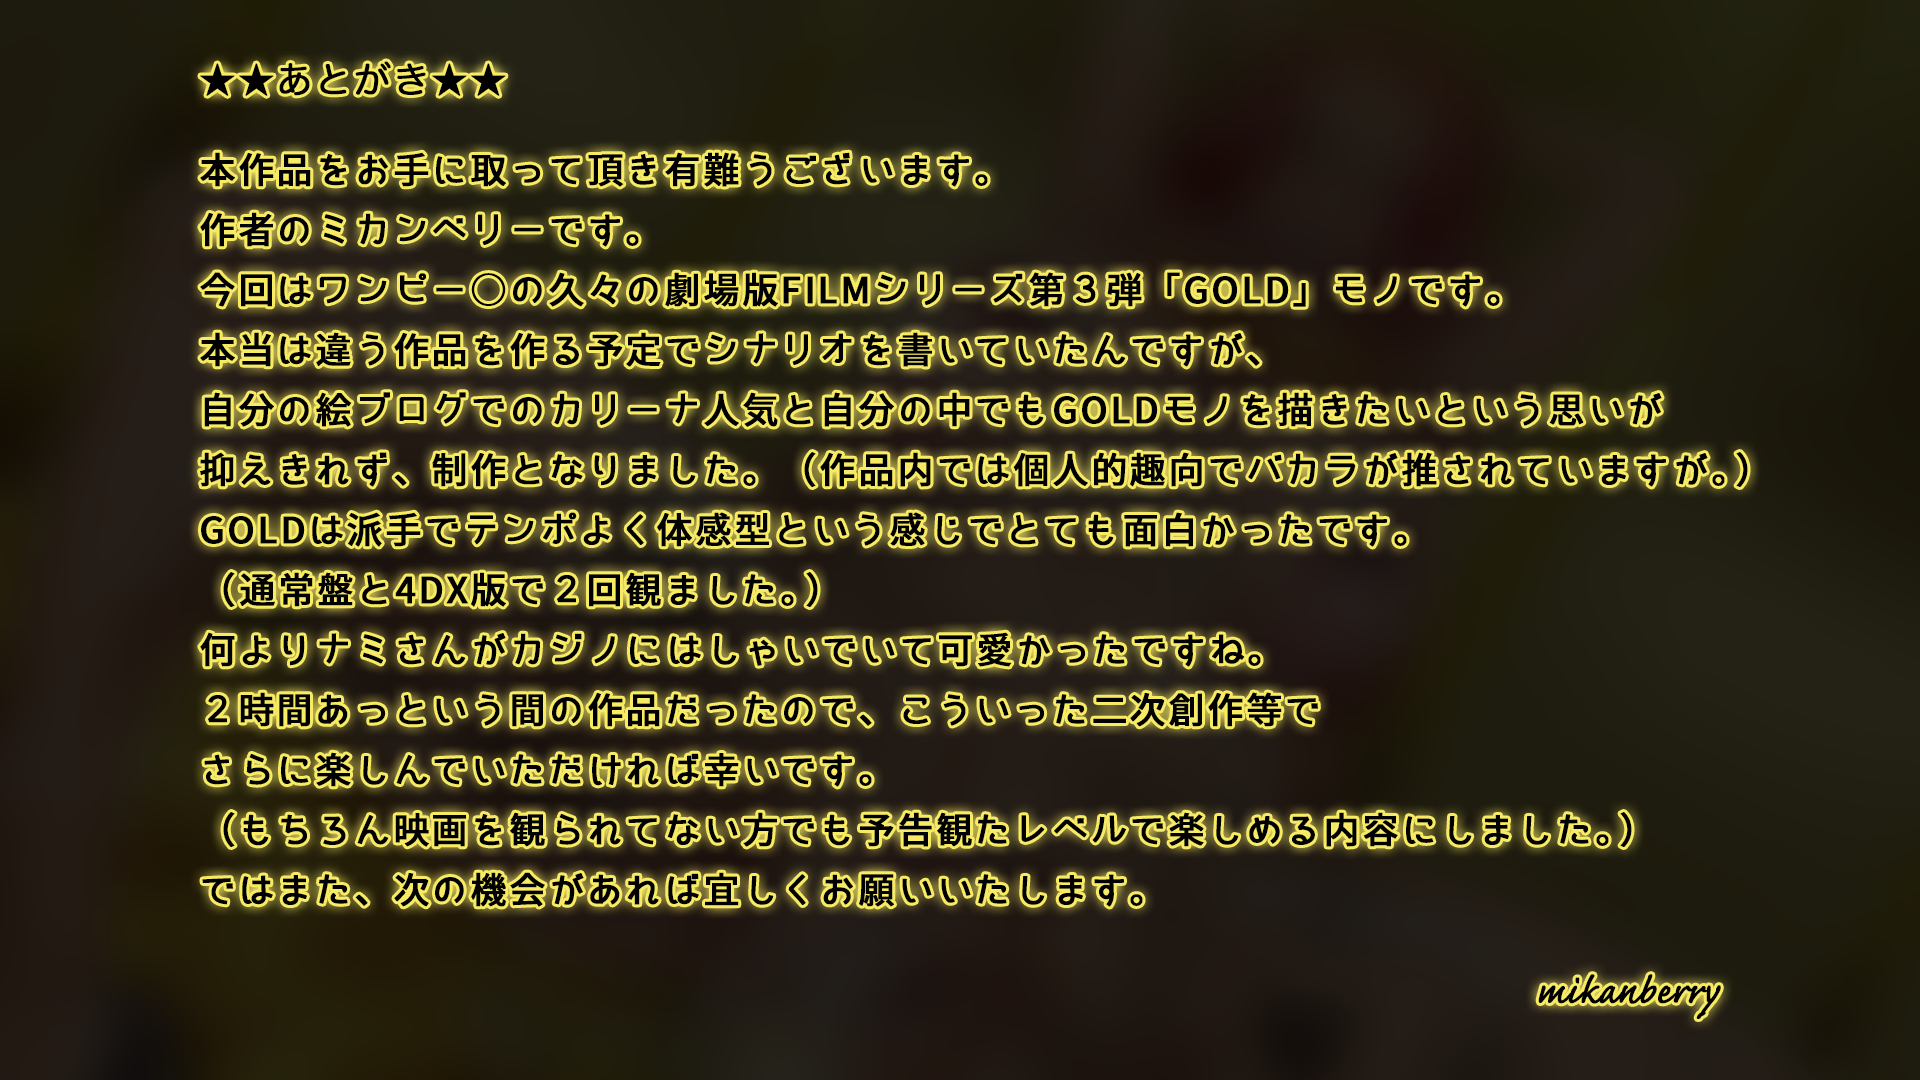 ★★あとがき★★
本作品をお手に取って頂き有難うございます。
作者のミカンベリーです。
今回はワンピー◯の久々の劇場版FILMシリーズ第３弾「GOLD」モノです。
本当は違う作品を作る予定でシナリオを書いていたんですが、
自分の絵ブログでのカリーナ人気と自分の中でもGOLDモノを描きたいという思いが
抑えきれず、制作となりました。（作品内では個人的趣向でバカラが推されていますが。）
GOLDは派手でテンポよく体感型という感じでとても面白かったです。
（通常盤と4DX版で２回観ました。）
何よりナミさんがカジノにはしゃいでいて可愛かったですね。
２時間あっという間の作品だったので、こういった二次創作等で
さらに楽しんでいただければ幸いです。
（もちろん映画を観られてない方でも予告観たレベルで楽しめる内容にしました。）
ではまた、次の機会があれば宜しくお願いいたします。
mikanberry